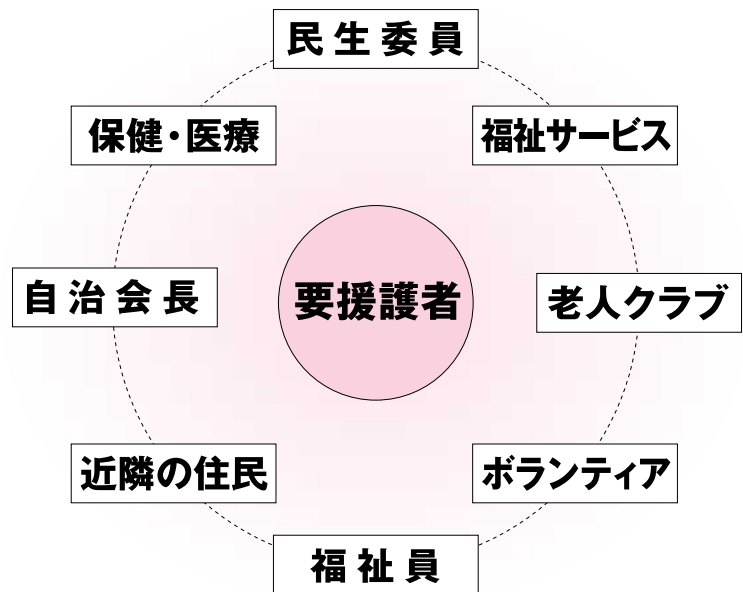 民生委員
保健・医療
福祉サービス
自治会長
要援護者
老人クラブ
近隣の住民
ボランティア
福祉員